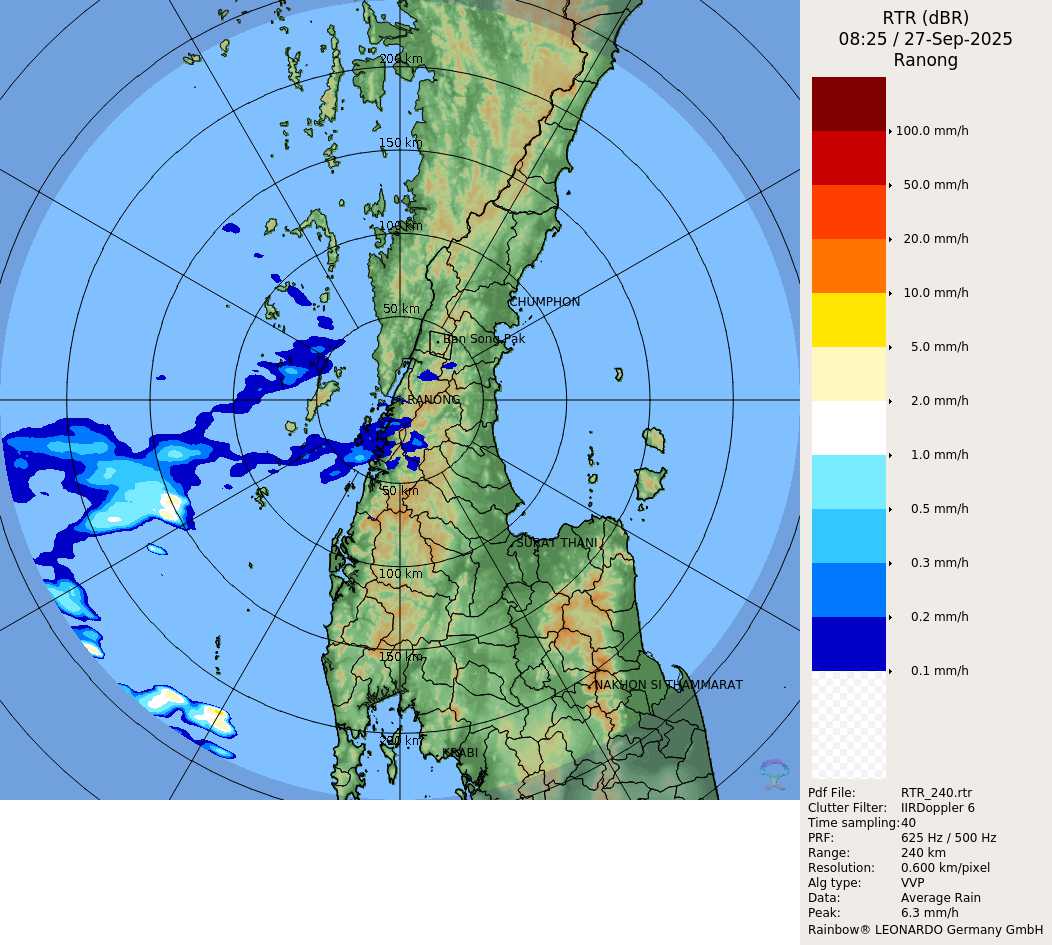 RTR (dBR)
08:25 / 27-Sep-2025
Ranong
200 km
150 km
100 km
50 km
CHUMPHON
Ban Song Pak
RANONG
50 km
SURAT THANI
100 km
150 km
NAKHON SI THAMMARAT
200 km
KRABI
100.0 mm/h
50.0 mm/h
20.0 mm/h
10.0 mm/h
5.0 mm/h
2.0 mm/h
1.0 mm/h
0.5 mm/h
0.3 mm/h
0.2 mm/h
0.1 mm/h
Pdf File: RTR_240.rtr
Clutter Filter: IIRDoppler 6
Time sampling:40
PRF: 625 Hz / 500 Hz
Range: 240 km
Resolution: 0.600 km/pixel
Alg type: VVP
Data: Average Rain
Peak: 6.3 mm/h
Rainbow® LEONARDO Germany GmbH